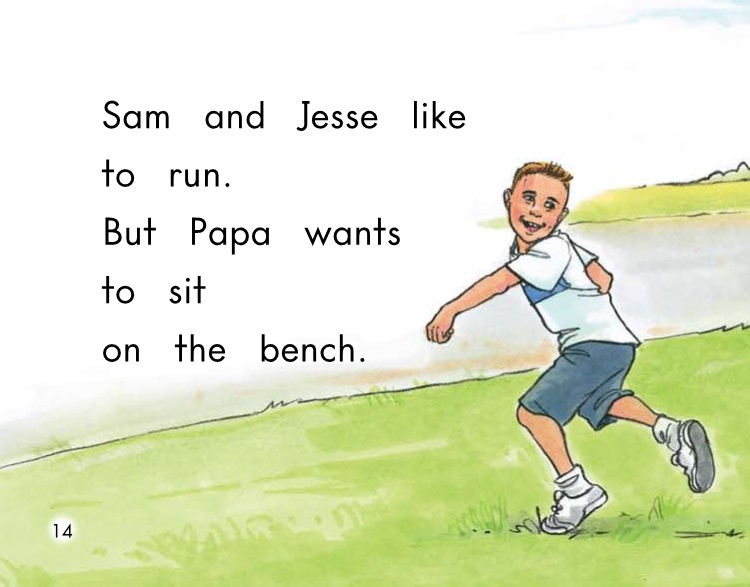 Sam and Jesse like
to run.
But Papa wants
to sit
on the bench.
14